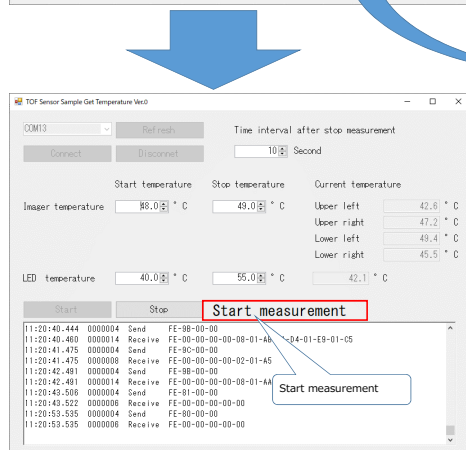 TOF Sensor Sample Get Temperature Ver.0
COM13 Refresh Time interval after stop measurement
Connect Disconnet 10 Second
Start temperature Stop temperature Current temperature
Imager temperature 48.0 ° C 49.0 ° C Upper left 42.6 ° C
Upper right 47.2 ° C
Lower left 49.4 ° C
Lower right 45.5 ° C
LED temperature 40.0 ° C 55.0 ° C 42.1 ° C
Start Stop Start measurement
11:20:40.444 0000004 Send FE-9B-00-00
11:20:40.460 0000014 Receive FE-00-00-00-00-08-01-AB D4-01-E9-01-C5
11:20:41.475 0000004 Send FE-9C-00-00
11:20:41.475 0000008 Receive FE-00-00-00-00-02-01-A5
11:20:42.491 0000004 Send FE-9B-00-00
11:20:42.491 0000014 Receive FE-00-00-00-00-08-01-AA
11:20:43.506 0000004 Send FE-81-00-00
11:20:43.522 0000006 Receive FE-00-00-00-00-00
11:20:53.535 0000004 Send FE-80-00-00
11:20:53.535 0000006 Receive FE-00-00-00-00-00
Start measurement